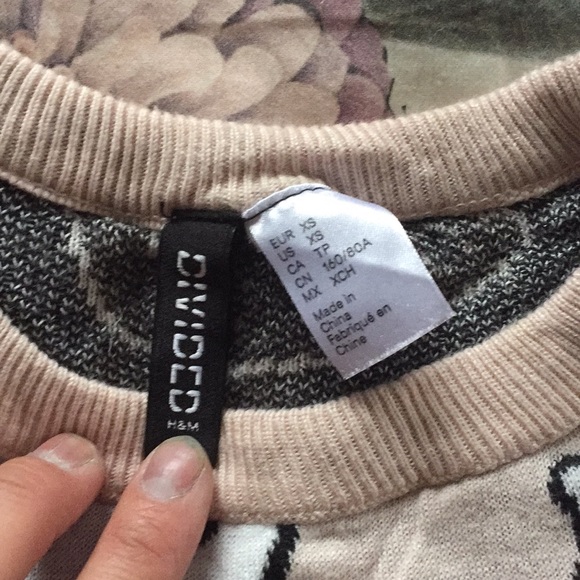 DIVIDED
H&M
EUR XS
US XS
CA TP
CN 160/80A
MX XCH
Made in
China
Fabriqué en
Chine